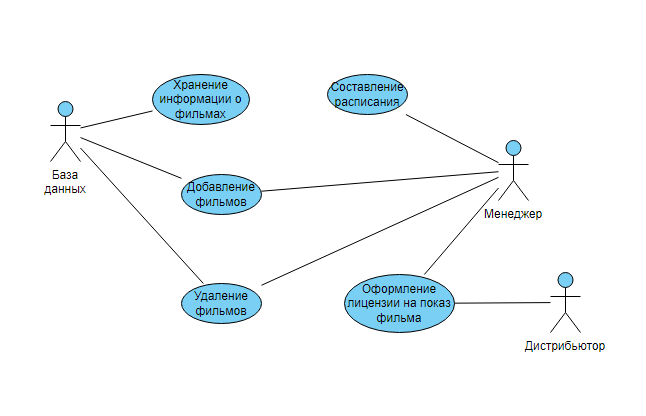 Хранение
информации о
фильмах
Составление
расписания
База
данных
Добавление
фильмов
Менеджер
Удаление
фильмов
Оформление
лицензии на показ
фильма
Дистрибьютор